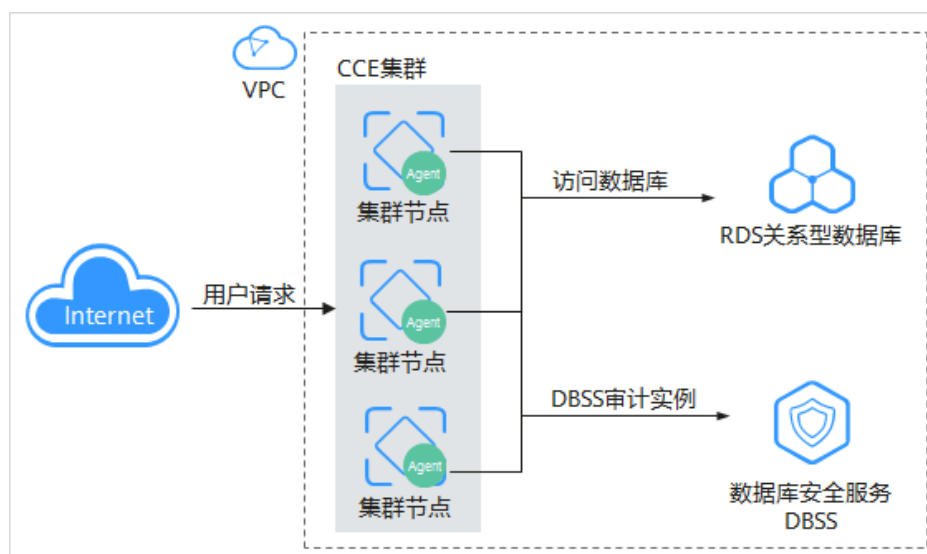 VPC
CCE集群
Agent
集群节点
访问数据库
RDS关系型数据库
Internet
用户请求
Agent
集群节点
DBSS审计实例
Agent
集群节点
数据库安全服务
DBSS